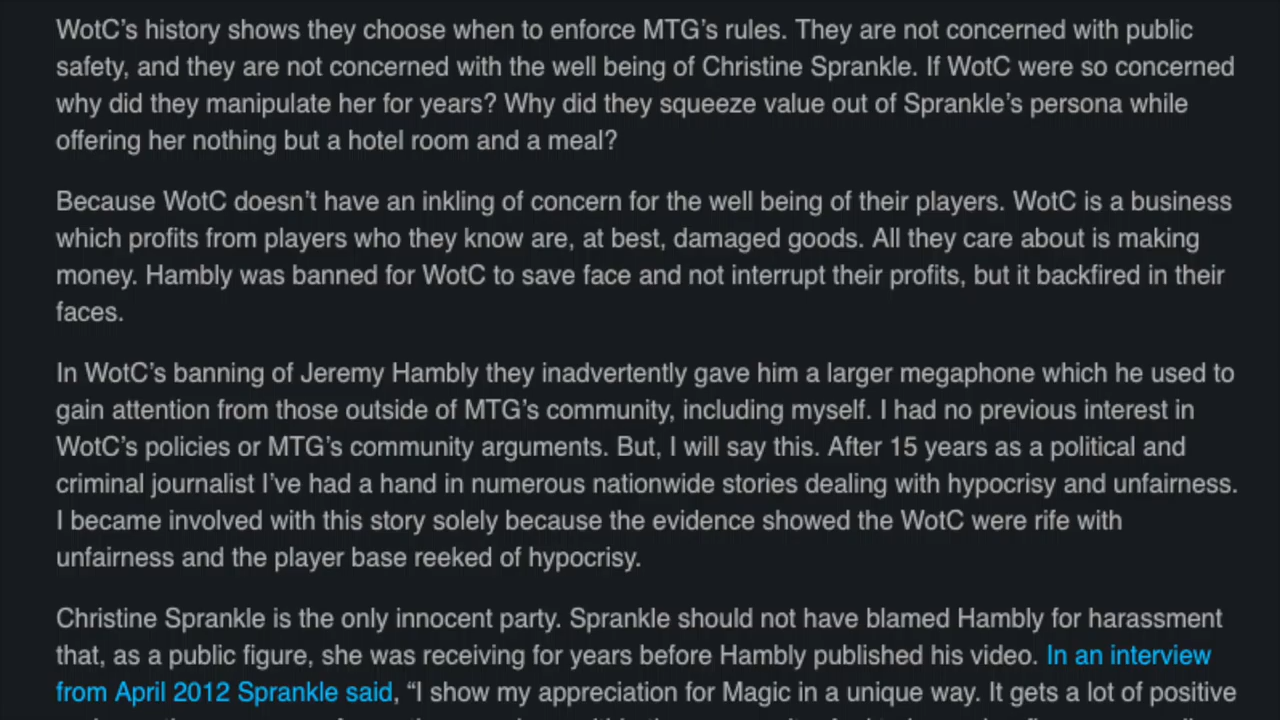 WotC’s history shows they choose when to enforce MTG’s rules. They are not concerned with public
safety, and they are not concerned with the well being of Christine Sprankle. If WotC were so concerned
why did they manipulate her for years? Why did they squeeze value out of Sprankle’s persona while
offering her nothing but a hotel room and a meal?
Because WotC doesn’t have an inkling of concern for the well being of their players. WotC is a business
which profits from players who they know are, at best, damaged goods. All they care about is making
money. Hambly was banned for WotC to save face and not interrupt their profits, but it backfired in their
faces.
In WotC’s banning of Jeremy Hambly they inadvertently gave him a larger megaphone which he used to
gain attention from those outside of MTG’s community, including myself. I had no previous interest in
WotC’s policies or MTG’s community arguments. But, I will say this. After 15 years as a political and
criminal journalist I’ve had a hand in numerous nationwide stories dealing with hypocrisy and unfairness.
I became involved with this story solely because the evidence showed the WotC were rife with
unfairness and the player base reeked of hypocrisy.
Christine Sprankle is the only innocent party. Sprankle should not have blamed Hambly for harassment
that, as a public figure, she was receiving for years before Hambly published his video. In an interview
from April 2012 Sprankle said, “I show my appreciation for Magic in a unique way. It gets a lot of positive